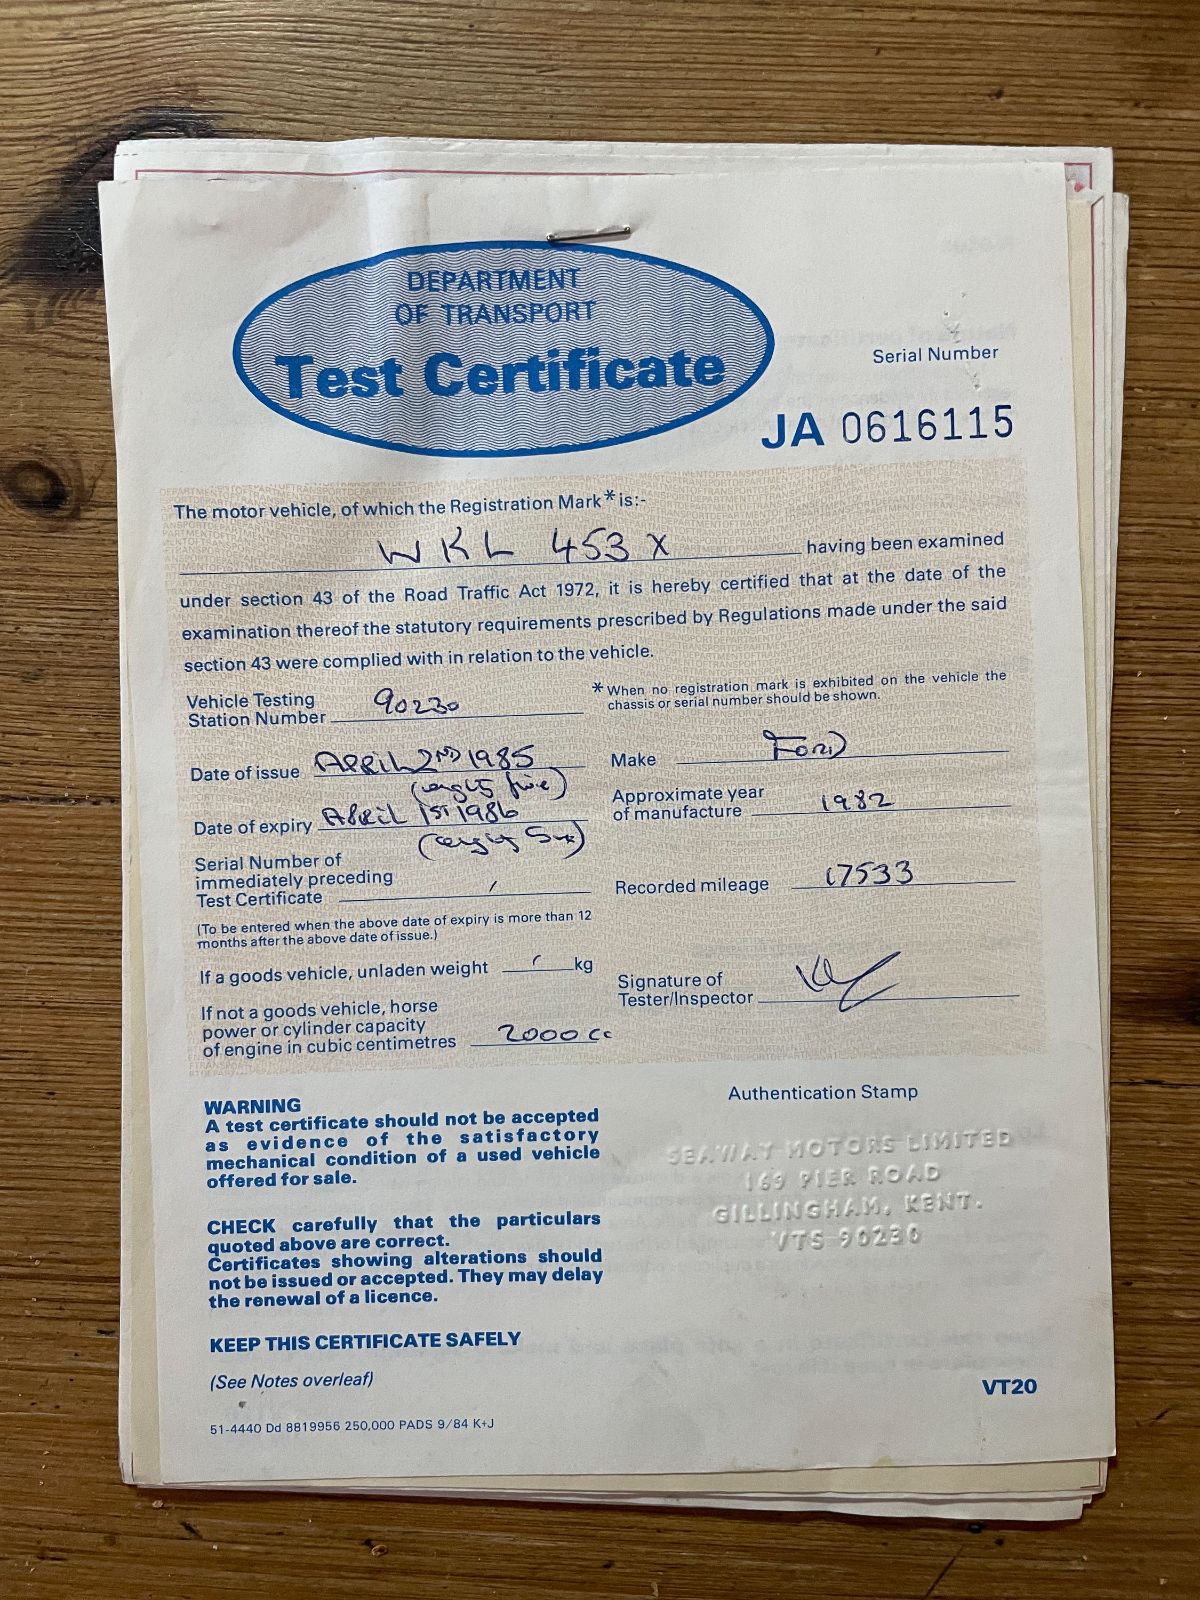 DEPARTMENT
OF TRANSPORT
Test Certificate
Serial Number
JA 0616115
The motor vehicle, of which the Registration Mark* is:-
WKL 453 X having been examined
under section 43 of the Road Traffic Act 1972, it is hereby certified that at the date of the
examination thereof the statutory requirements prescribed by Regulations made under the said
section 43 were complied with in relation to the vehicle.
Vehicle Testing
Station Number 90230
* When no registration mark is exhibited on the vehicle the
chassis or serial number should be shown.
Date of issue APRIL 2ND 1985
(eighty five)
Make Ford
Date of expiry APRIL 1ST 1986
(eighty Six)
Approximate year
of manufacture 1982
Serial Number of
immediately preceding
Test Certificate /
Recorded mileage 17533
(To be entered when the above date of expiry is more than 12
months after the above date of issue.)
If a goods vehicle, unladen weight / kg
Signature of
Tester/Inspector
If not a goods vehicle, horse
power or cylinder capacity
of engine in cubic centimetres 2000 cc
WARNING
A test certificate should not be accepted
as evidence of the satisfactory
mechanical condition of a used vehicle
offered for sale.
CHECK carefully that the particulars
quoted above are correct.
Certificates showing alterations should
not be issued or accepted. They may delay
the renewal of a licence.
KEEP THIS CERTIFICATE SAFELY
(See Notes overleaf)
51-4440 Dd 8819956 250,000 PADS 9/84 K+J
Authentication Stamp
SEAWAY MOTORS LIMITED
169 PIER ROAD
GILLINGHAM, KENT.
VTS 90230
VT20